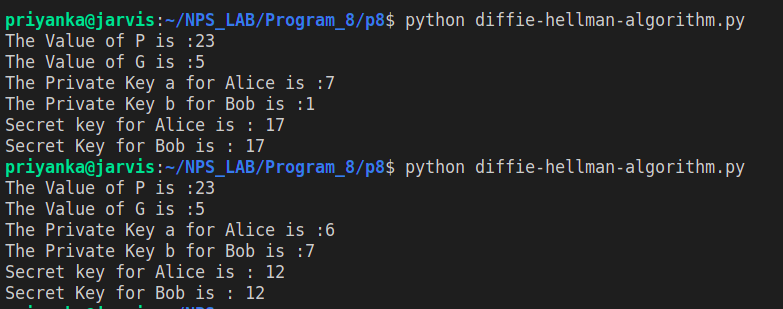 priyanka@jarvis:~/NPS_LAB/Program_8/p8$ python diffie-hellman-algorithm.py
The Value of P is :23
The Value of G is :5
The Private Key a for Alice is :7
The Private Key b for Bob is :1
Secret key for Alice is : 17
Secret Key for Bob is : 17
priyanka@jarvis:~/NPS_LAB/Program_8/p8$ python diffie-hellman-algorithm.py
The Value of P is :23
The Value of G is :5
The Private Key a for Alice is :6
The Private Key b for Bob is :7
Secret key for Alice is : 12
Secret Key for Bob is : 12